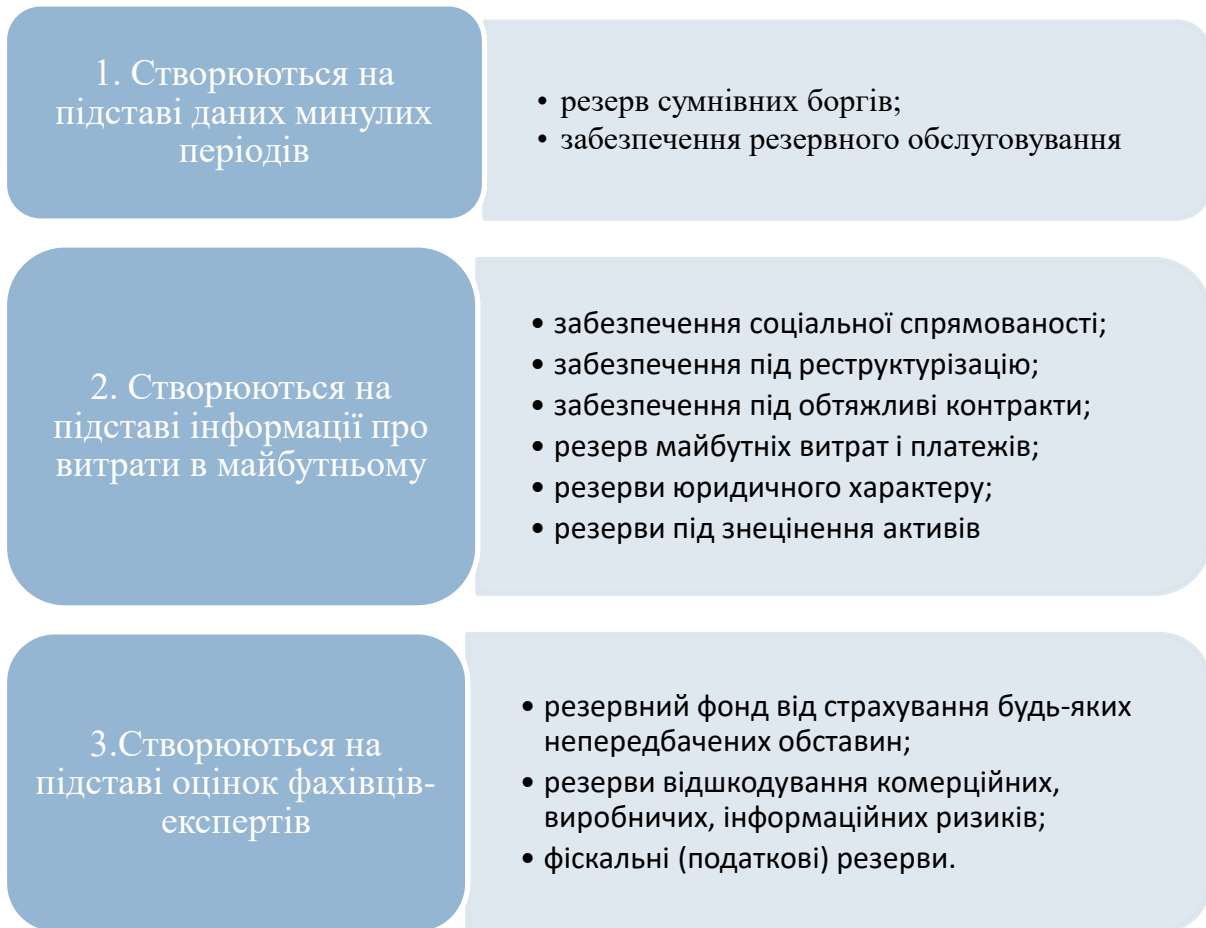 1. Створюються на
підставі даних минулих
періодів
• резерв сумнівних боргів;
• забезпечення резервного обслуговування
2. Створюються на
підставі інформації про
витрати в майбутньому
• забезпечення соціальної спрямованості;
• забезпечення під реструктурізацію;
• забезпечення під обтяжливі контракти;
• резерв майбутніх витрат і платежів;
• резерви юридичного характеру;
• резерви під знецінення активів
3.Створюються на
підставі оцінок фахівців-
експертів
• резервний фонд від страхування будь-яких
непередбачених обставин;
• резерви відшкодування комерційних,
виробничих, інформаційних ризиків;
• фіскальні (податкові) резерви.